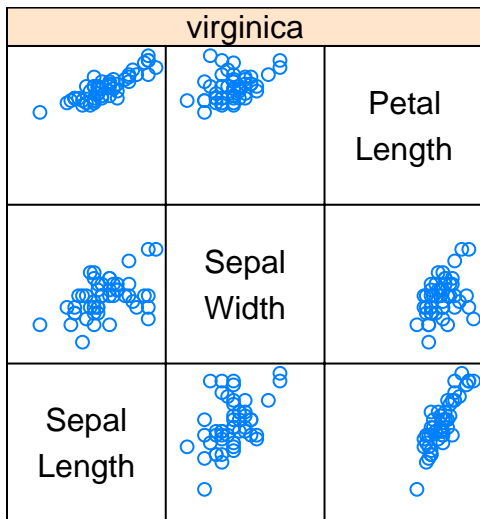 virginica
Petal
Length
Sepal
Width
Sepal
Length